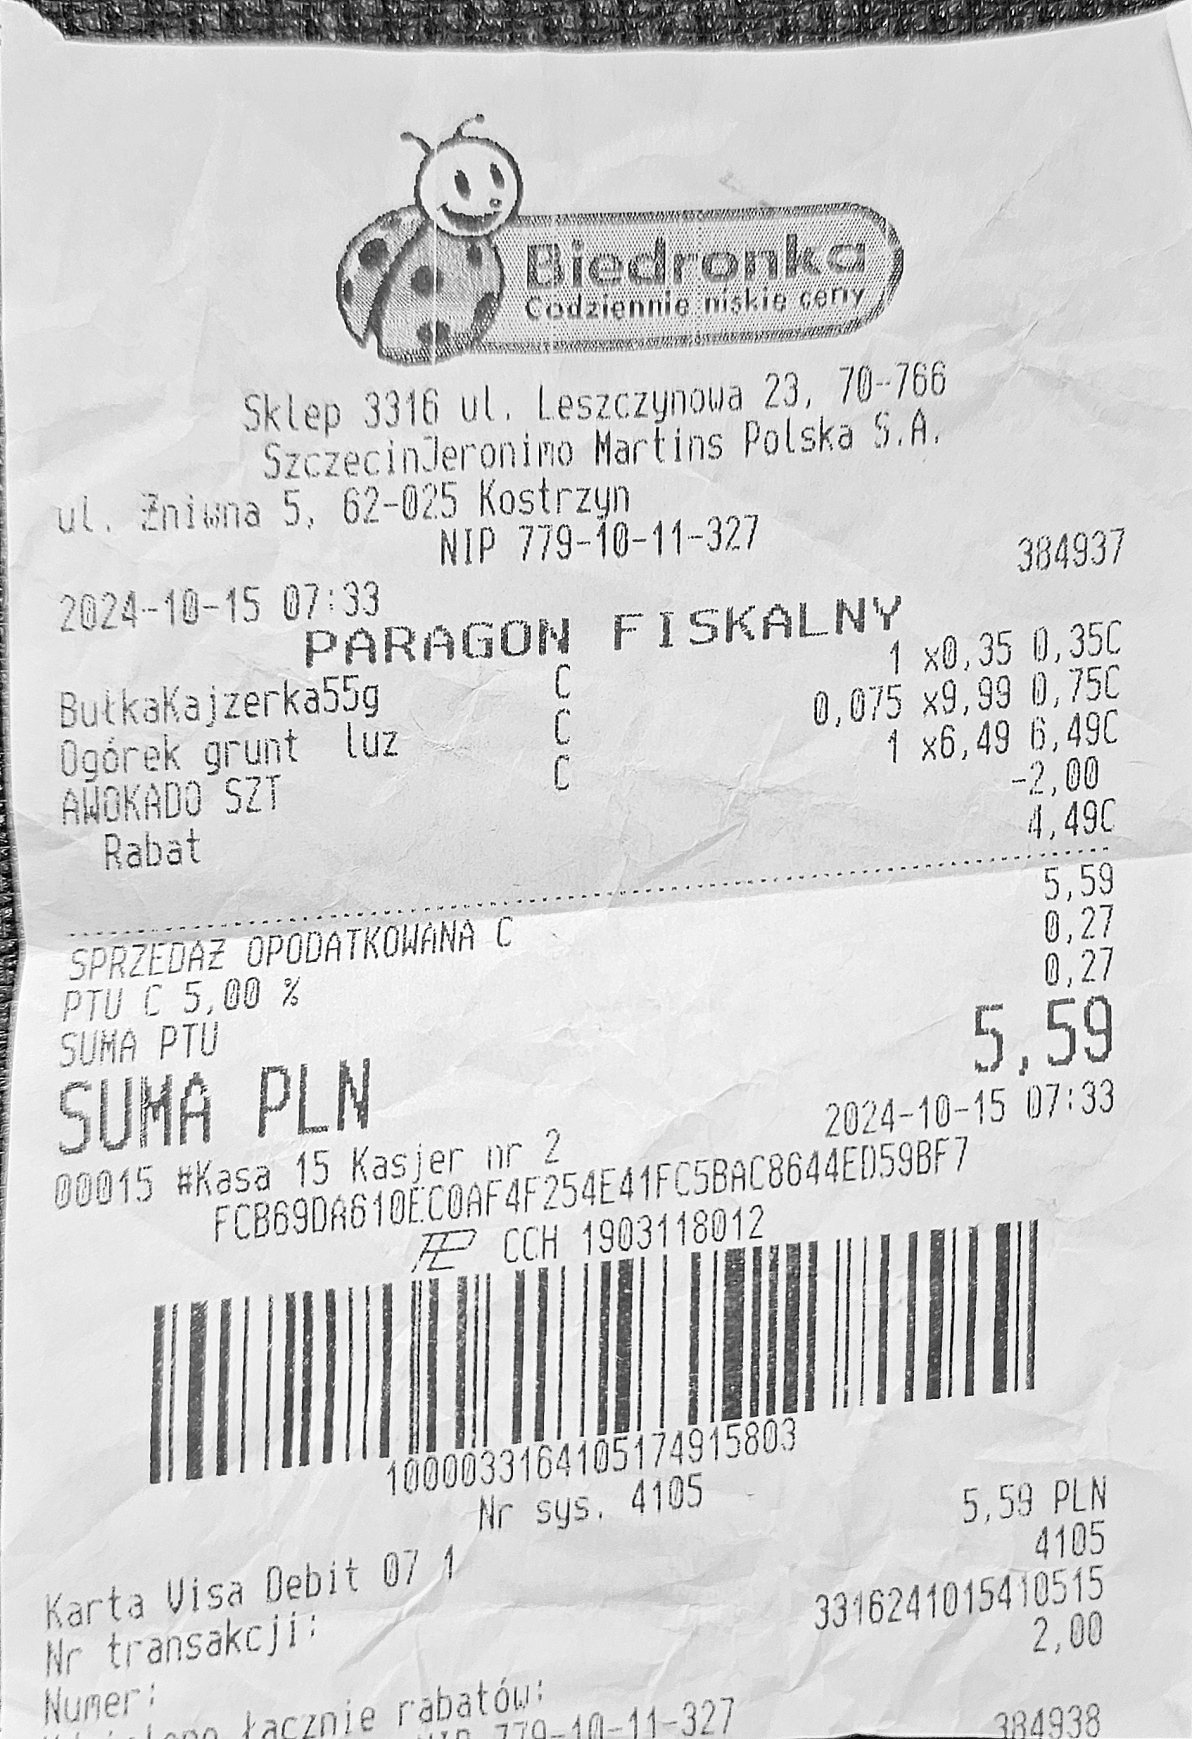 Biedronka
Codziennie niskie ceny
Sklep 3316 ul. Leszczynowa 23, 70-766
SzczecinJeronimo Martins Polska S.A.
ul. Żniwna 5, 62-025 Kostrzyn
NIP 779-10-11-327
2024-10-15 07:33 384937
PARAGON FISKALNY
BułkaKajzerka55g C 1 x0,35 0,35C
Ogórek grunt luz C 0,075 x9,99 0,75C
AWOKADO SZT C 1 x6,49 6,49C
Rabat -2,00
4,49C
SPRZEDAŻ OPODATKOWANA C 5,59
PTU C 5,00 % 0,27
SUMA PTU 0,27
SUMA PLN 5,59
00015 #Kasa 15 Kasjer nr 2 2024-10-15 07:33
FCB69DA610EC0AF4F254E41FC5BAC8644ED59BF7
CCH 1903118012
1000033164105174915803
Nr sys. 4105
Karta Visa Debit 07 1 5,59 PLN
Nr transakcji: 4105
Numer: 3316241015410515
łącznie rabatów: 2,00
NIP 779-10-11-327 384938